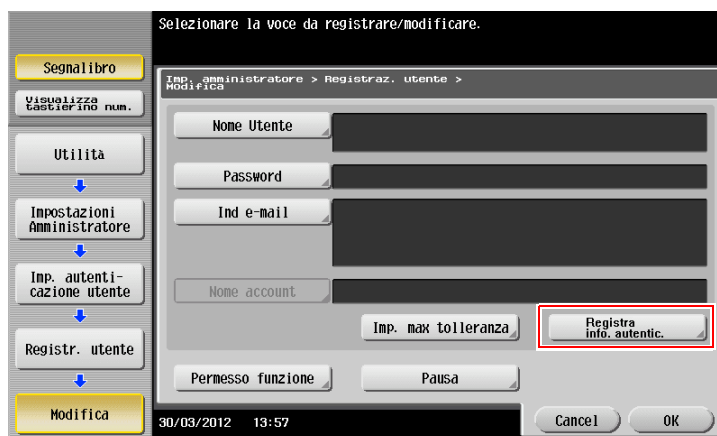 Selezionare la voce da registrare/modificare.
Segnalibro
Visualizza
tastierino num.
Utilità
Impostazioni
Amministratore
Imp. autenti-
cazione utente
Registr. utente
Modifica
Imp. amministratore > Registraz. utente >
Modifica
Nome Utente
Password
Ind e-mail
Nome account
Imp. max tolleranza
Registra
info. autentic.
Permesso funzione
Pausa
30/03/2012 13:57
Cancel
OK